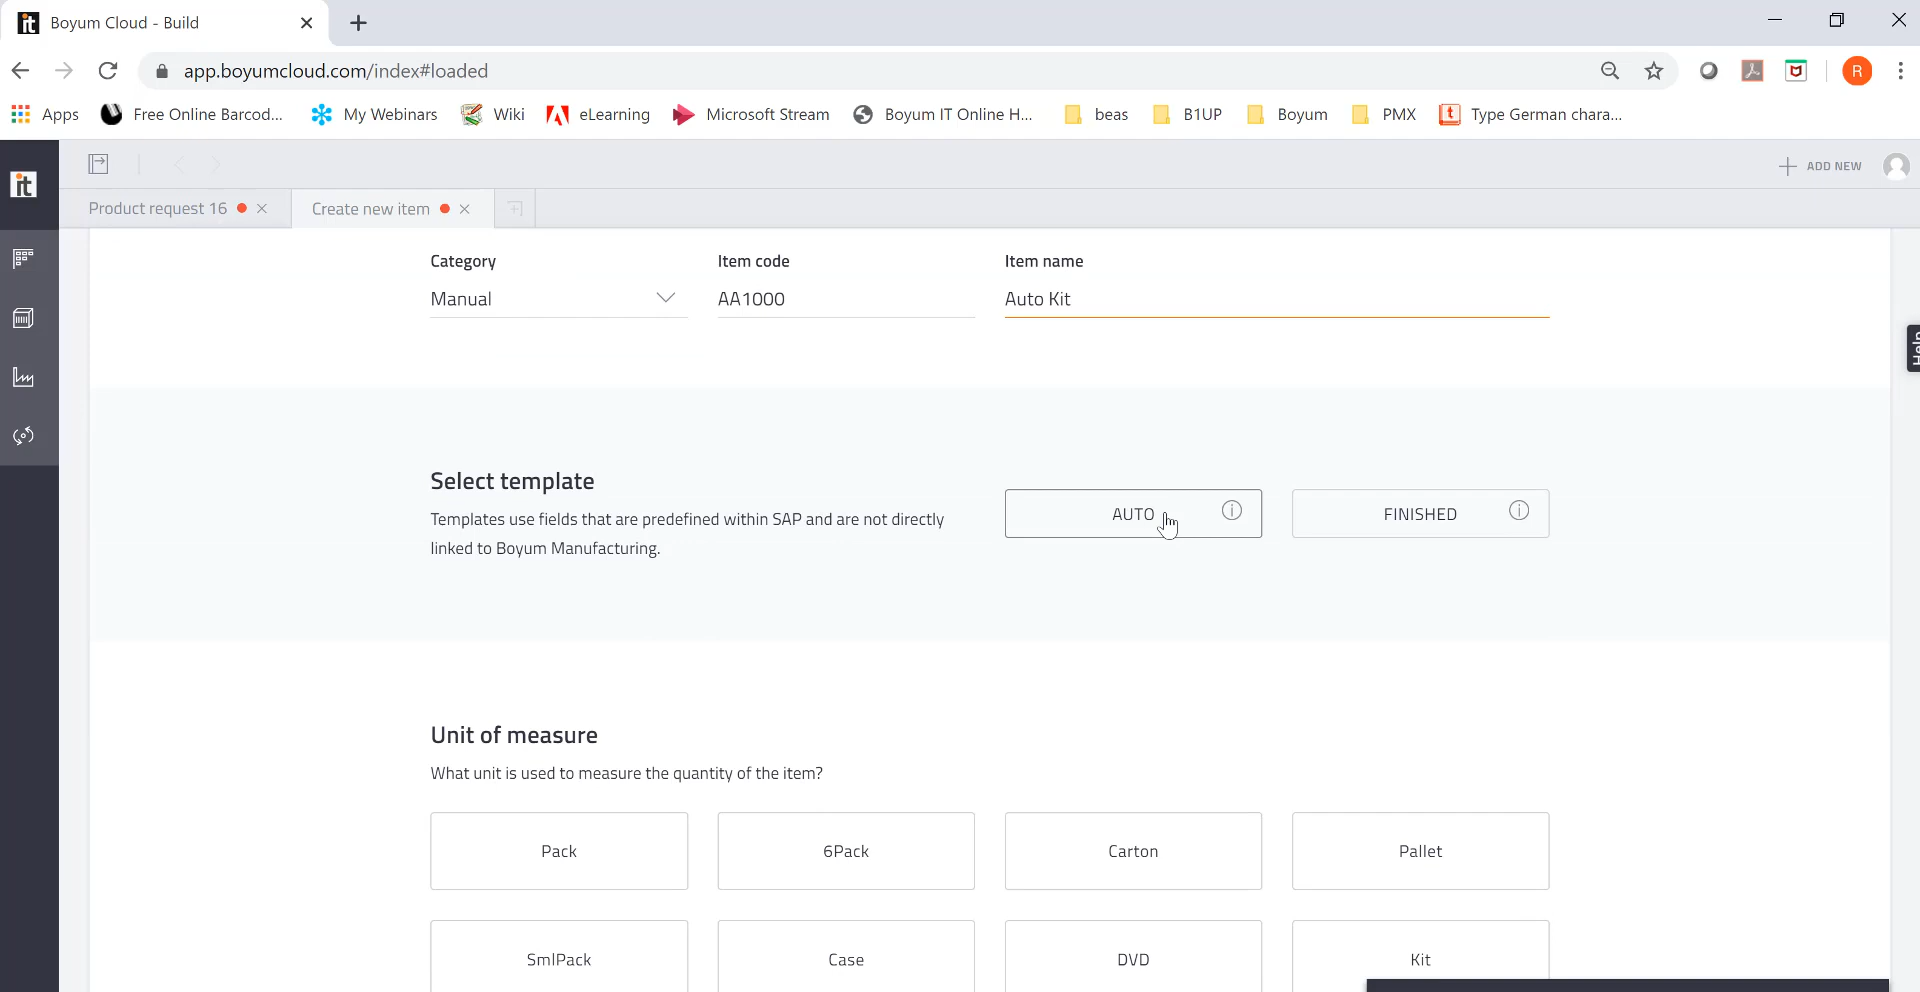 it Boyum Cloud - Build
app.boyumcloud.com/index#loaded
R
Apps Free Online Barcod... My Webinars Wiki eLearning Microsoft Stream Boyum IT Online H... beas B1UP Boyum PMX t Type German chara...
it
ADD NEW
Product request 16 Create new item
Category Item code Item name
Manual AA1000 Auto Kit
Help
Select template
Templates use fields that are predefined within SAP and are not directly
linked to Boyum Manufacturing.
AUTO FINISHED
Unit of measure
What unit is used to measure the quantity of the item?
Pack 6Pack Carton Pallet
SmlPack Case DVD Kit